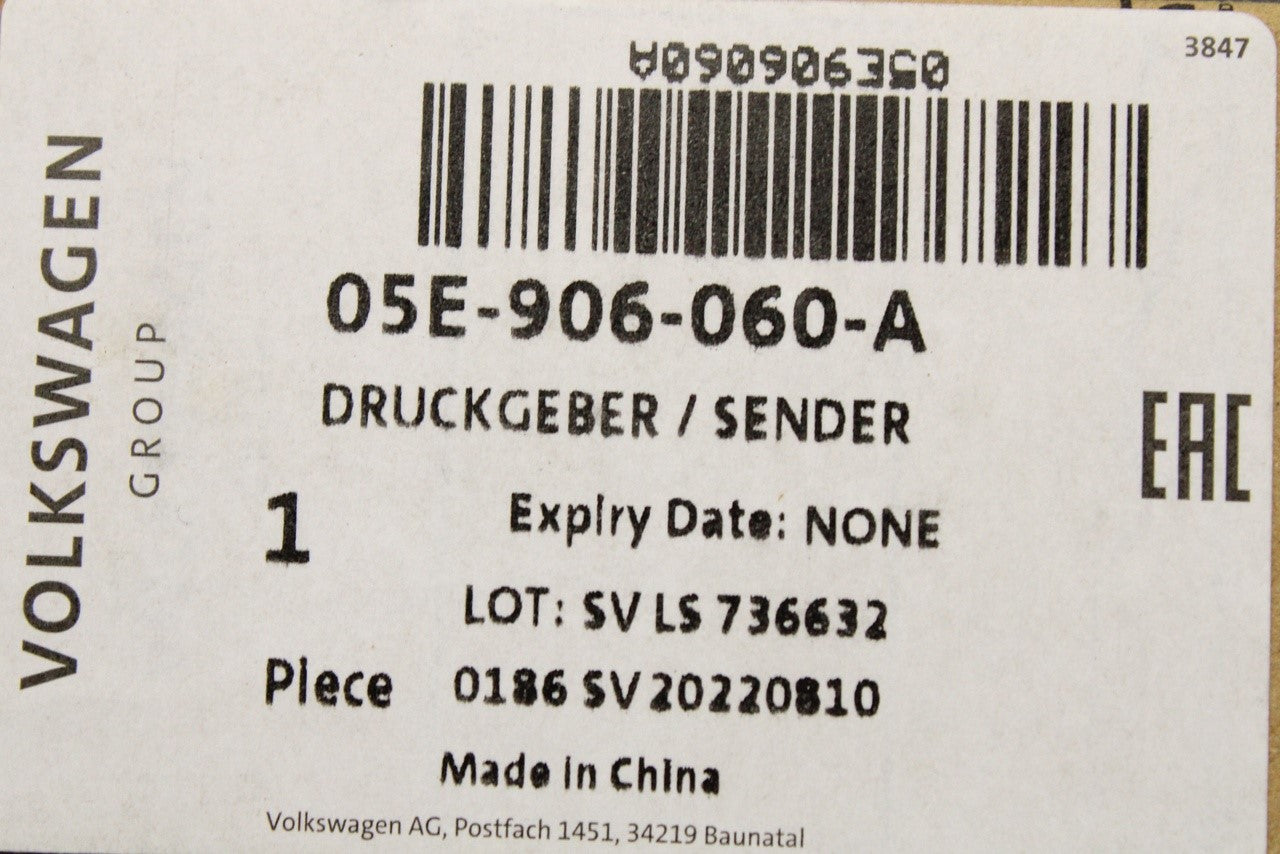 3847
05E906060A
05E-906-060-A
DRUCKGEBER / SENDER
EAC
1
Expiry Date: NONE
LOT: SV LS 736632
Piece 0186 SV 20220810
Made in China
Volkswagen AG, Postfach 1451, 34219 Baunatal
VOLKSWAGEN
GROUP